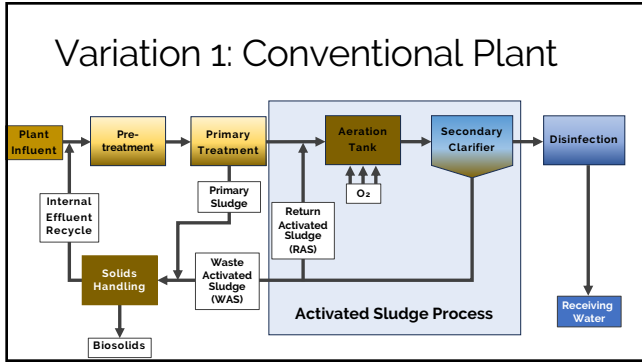 Variation 1: Conventional Plant
Plant
Influent
Pre-
treatment
Primary
Treatment
Aeration
Tank
Secondary
Clarifier
Disinfection
O₂
Primary
Sludge
Internal
Effluent
Recycle
Return
Activated
Sludge
(RAS)
Solids
Handling
Waste
Activated
Sludge
(WAS)
Activated Sludge Process
Receiving
Water
Biosolids